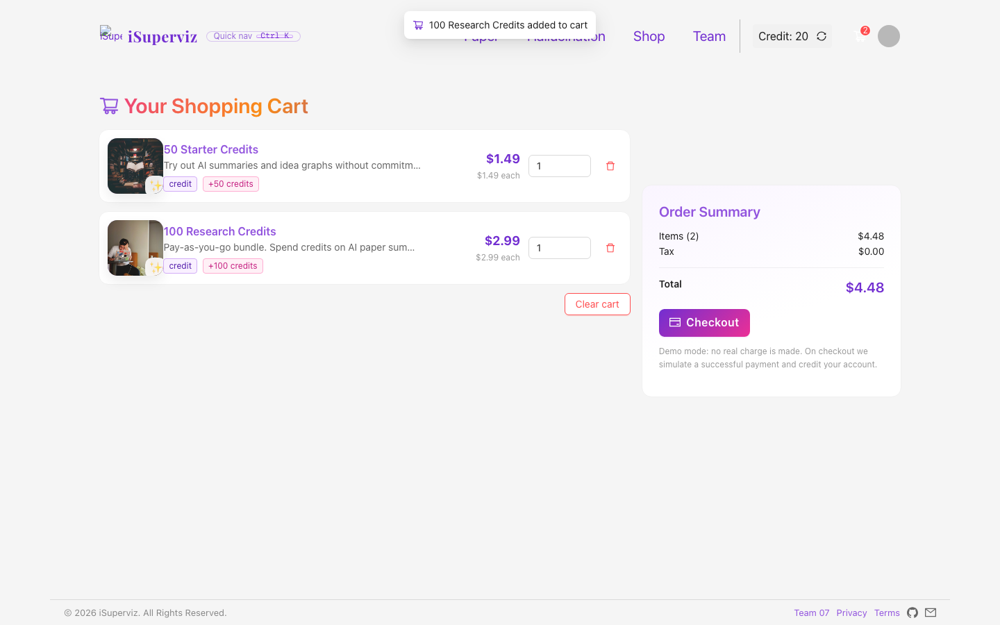 iSupe
iSuperviz
Quick nav Ctrl K
100 Research Credits added to cart
Shop
Team
Credit: 20
2
Your Shopping Cart
50 Starter Credits
Try out AI summaries and idea graphs without commitm...
credit
+50 credits
$1.49
$1.49 each
1
100 Research Credits
Pay-as-you-go bundle. Spend credits on AI paper sum...
credit
+100 credits
$2.99
$2.99 each
1
Clear cart
Order Summary
Items (2) $4.48
Tax $0.00
Total $4.48
Checkout
Demo mode: no real charge is made. On checkout we
simulate a successful payment and credit your account.
© 2026 iSuperviz. All Rights Reserved.
Team 07 Privacy Terms